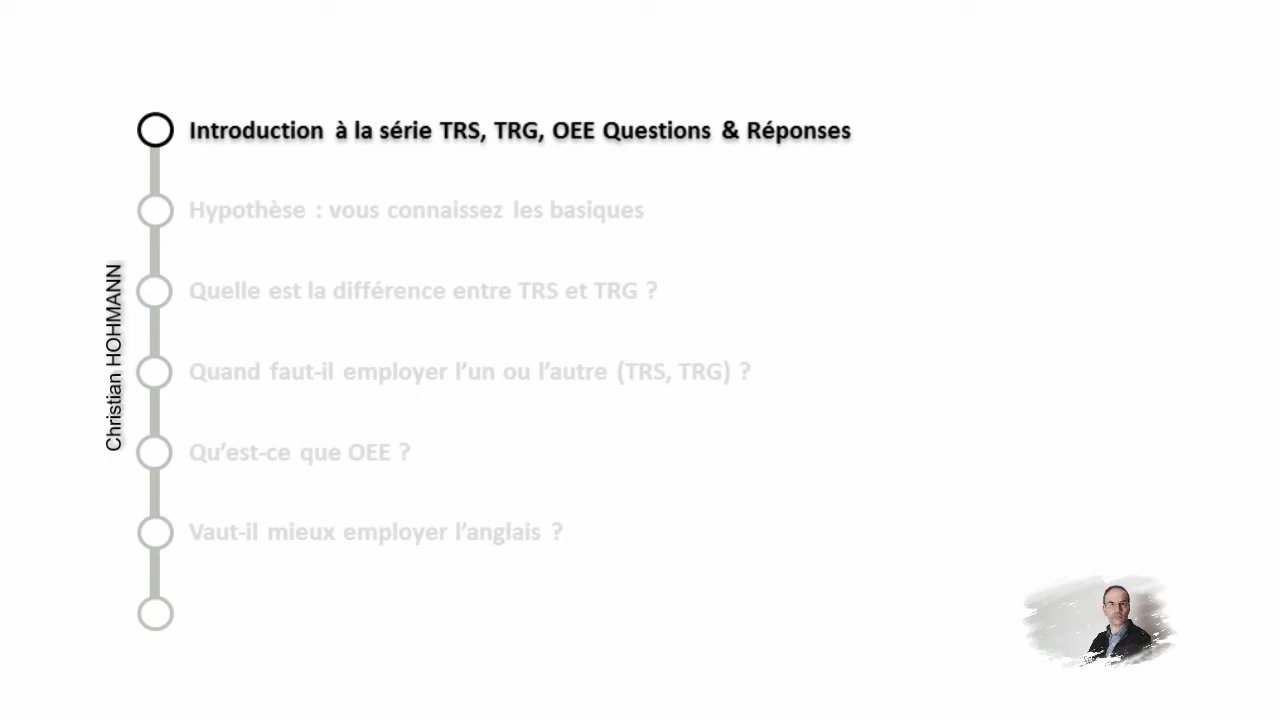 Introduction à la série TRS, TRG, OEE Questions & Réponses
Hypothèse : vous connaissez les basiques
Quelle est la différence entre TRS et TRG ?
Quand faut-il employer l’un ou l’autre (TRS, TRG) ?
Qu’est-ce que OEE ?
Vaut-il mieux employer l’anglais ?
Christian HOHMANN